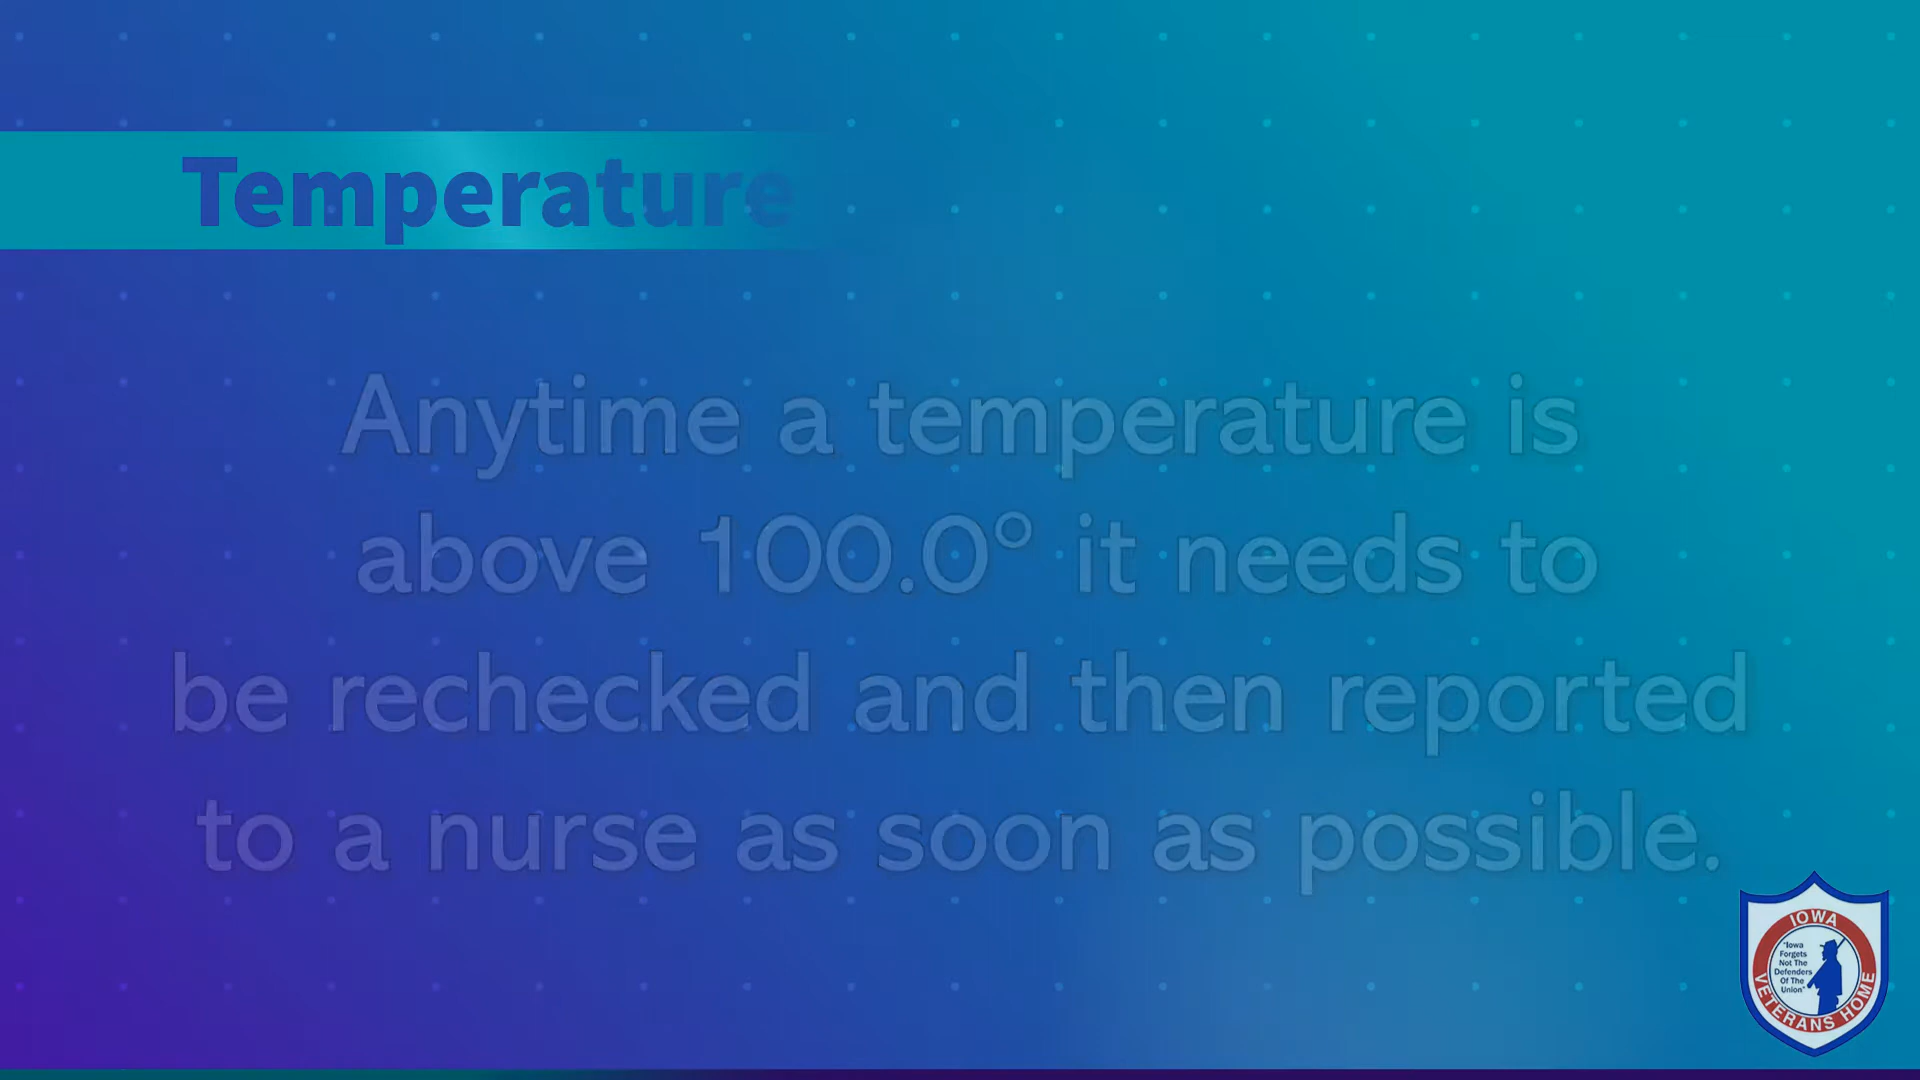 Temperature
Anytime a temperature is
above 100.0° it needs to
be rechecked and then reported
to a nurse as soon as possible.
IOWA
"Iowa
Forgets
Not The
Defenders
Of The
Union"
VETERANS HOME